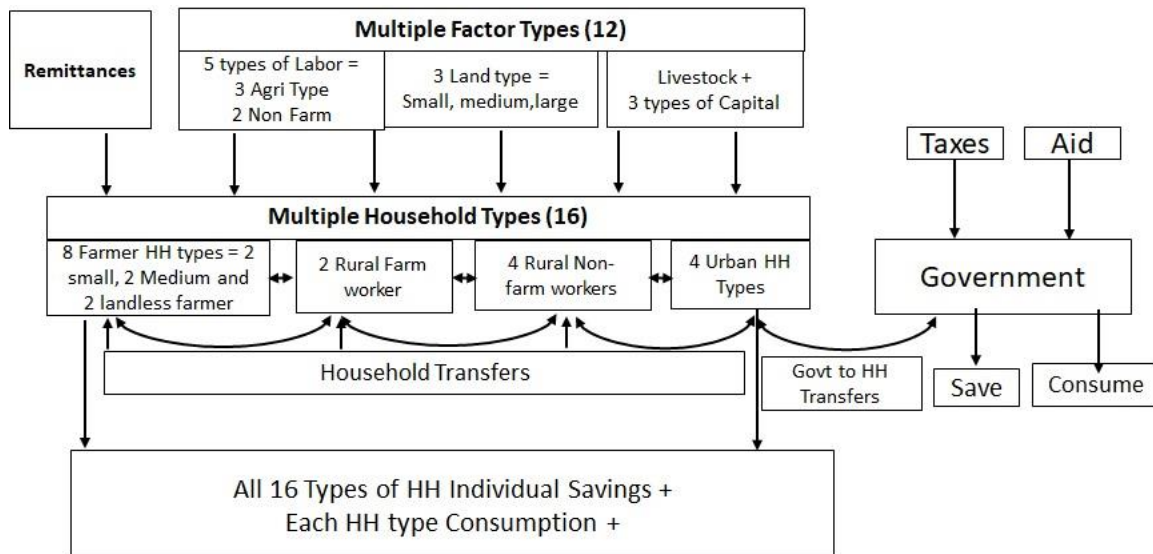 Remittances
Multiple Factor Types (12)
5 types of Labor =
3 Agri Type
2 Non Farm
3 Land type =
Small, medium,large
Livestock +
3 types of Capital
Taxes
Aid
Multiple Household Types (16)
8 Farmer HH types = 2
small, 2 Medium and
2 landless farmer
2 Rural Farm
worker
4 Rural Non-
farm workers
4 Urban HH
Types
Government
Household Transfers
Govt to HH
Transfers
Save
Consume
All 16 Types of HH Individual Savings +
Each HH type Consumption +